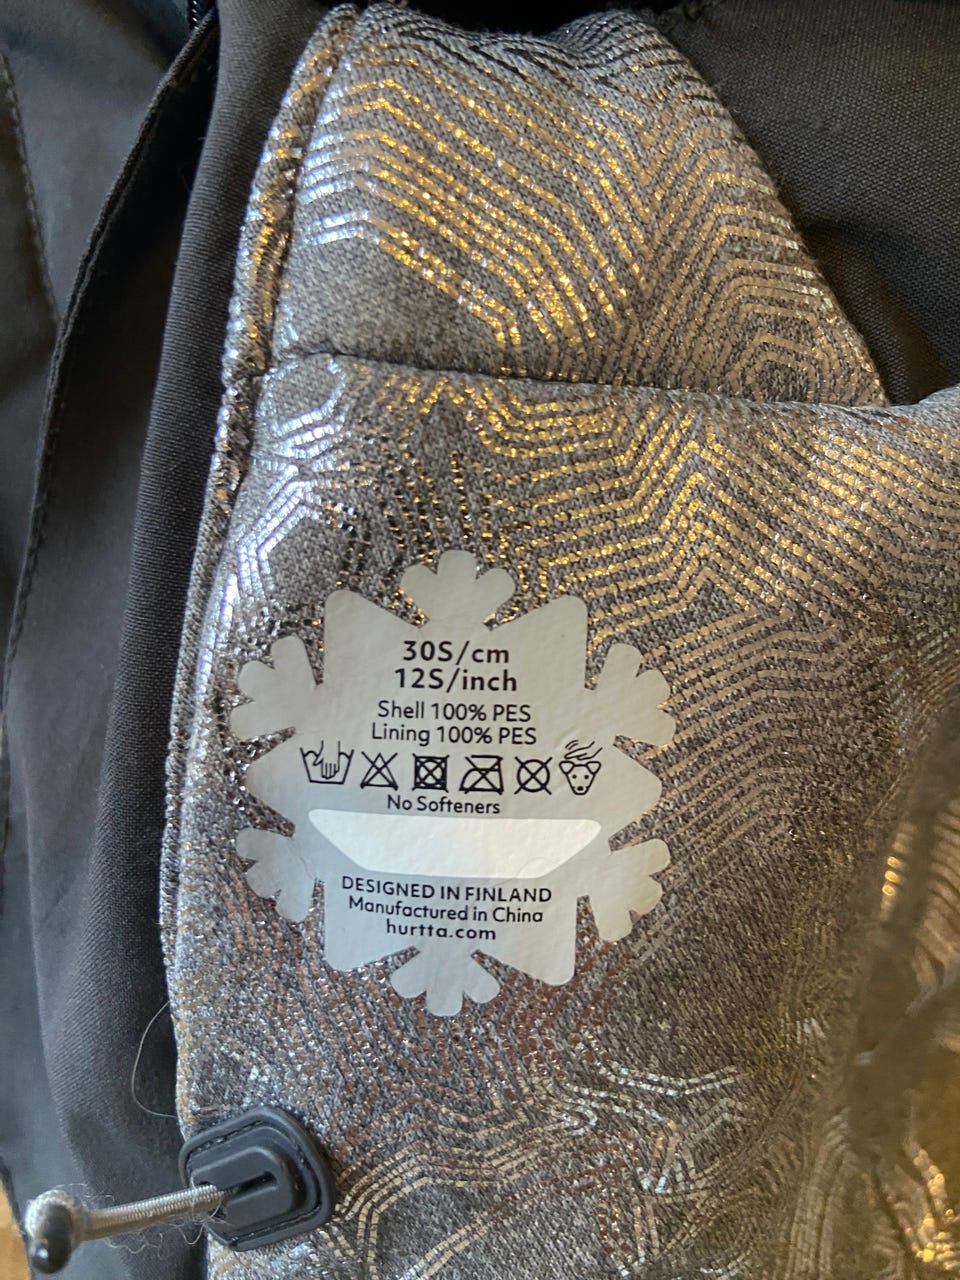 30S/cm
12S/inch
Shell 100% PES
Lining 100% PES
No Softeners
DESIGNED IN FINLAND
Manufactured in China
hurtta.com